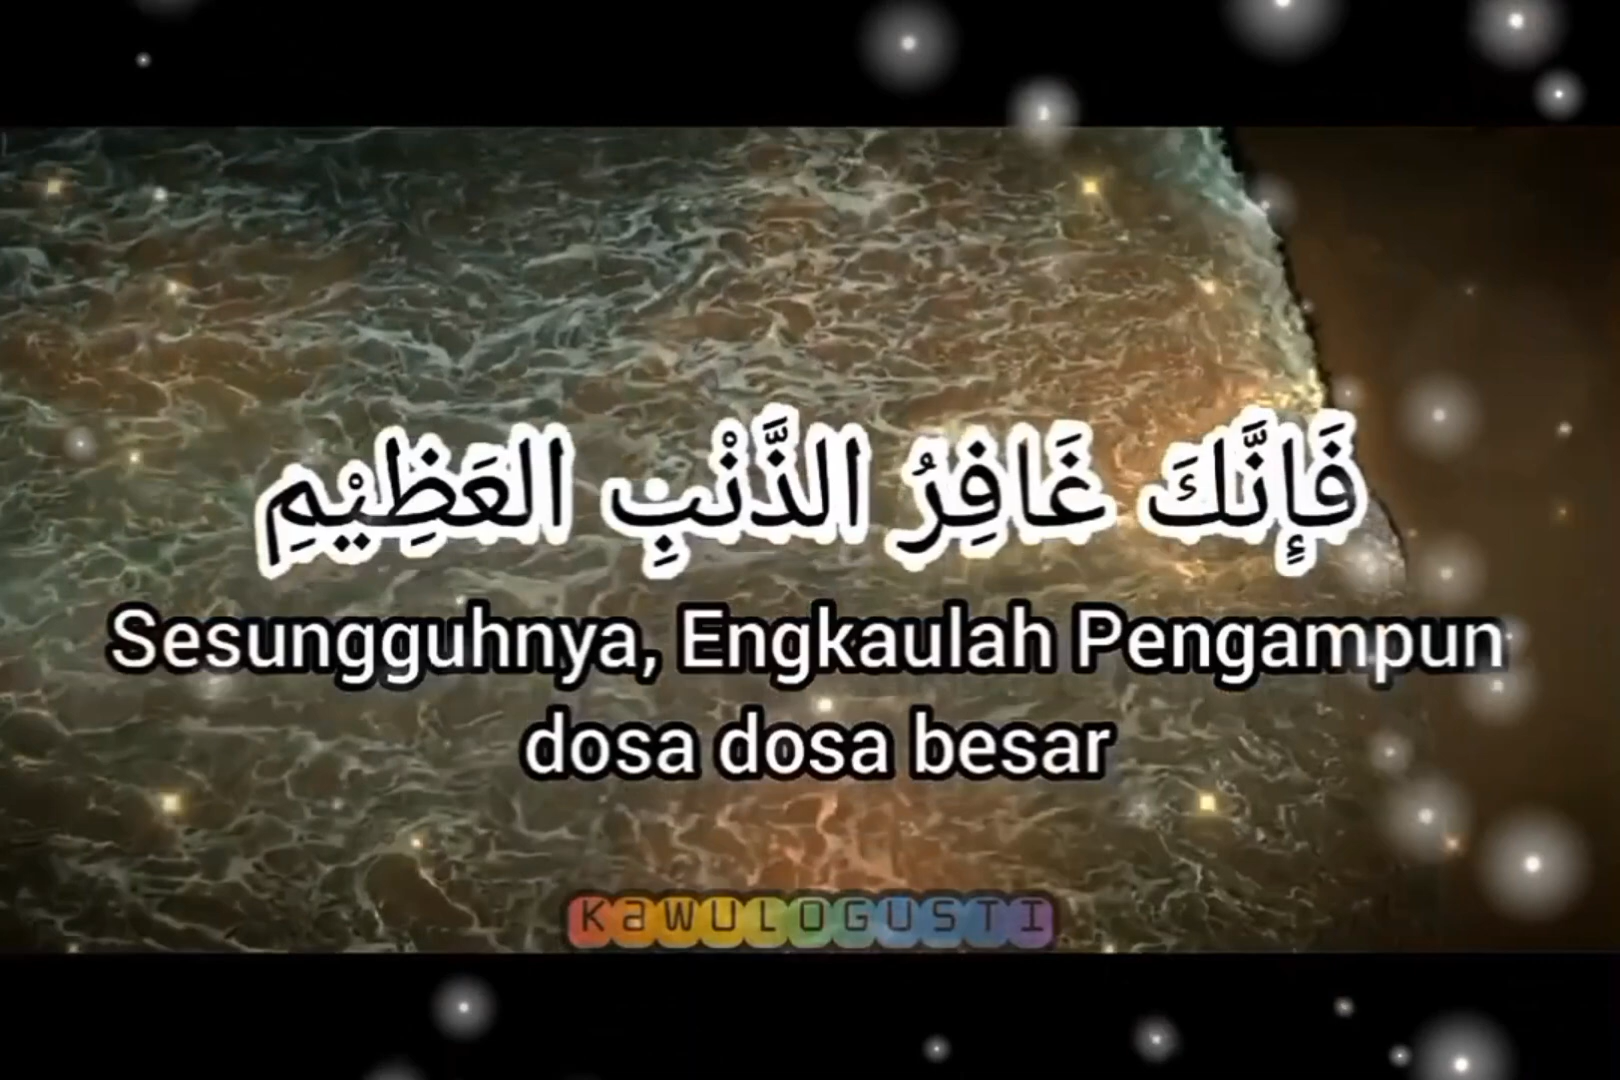 فَإِنَّكَ غَافِرُ الذَّنْبِ العَظِيْمِ
Sesungguhnya, Engkaulah Pengampun
dosa dosa besar
KaWULOGUSTI